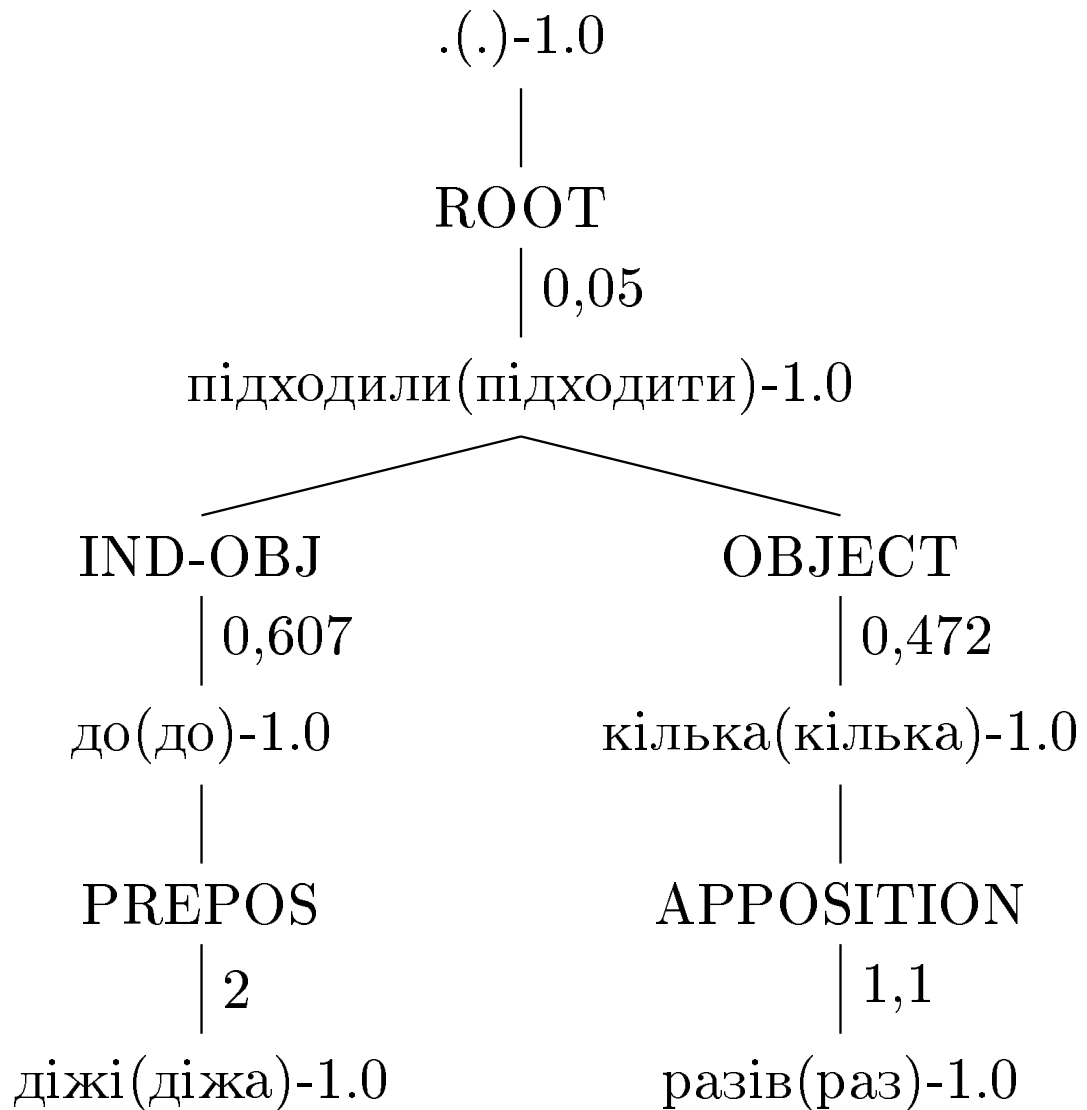 .(.)-1.0
ROOT
0,05
підходили(підходити)-1.0
IND-OBJ OBJECT
0,607 0,472
до(до)-1.0 кілька(кілька)-1.0
PREPOS APPOSITION
2 1,1
діжі(діжа)-1.0 разів(раз)-1.0